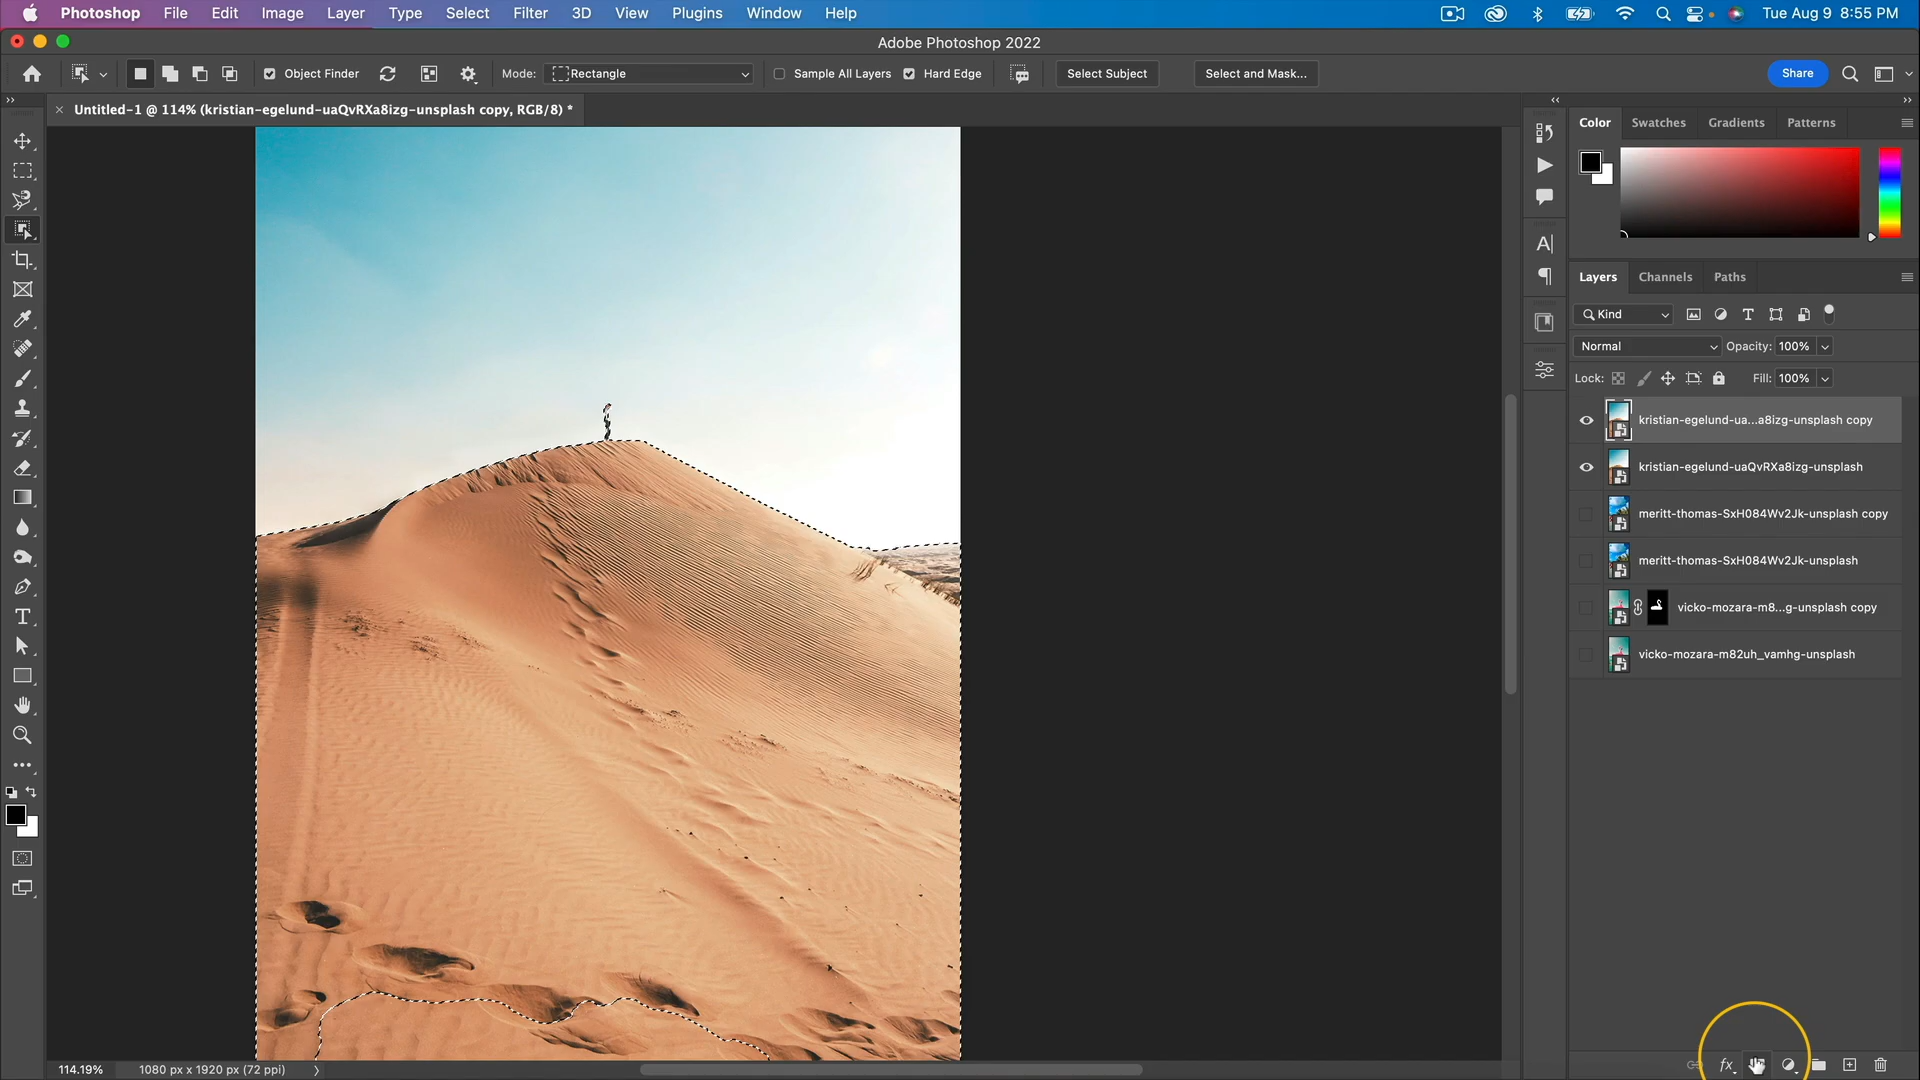 Photoshop File Edit Image Layer Type Select Filter 3D View Plugins Window Help Tue Aug 9 8:55 PM
Adobe Photoshop 2022
Object Finder Mode: Rectangle Sample All Layers Hard Edge Select Subject Select and Mask... Share
Untitled-1 @ 114% (kristian-egelund-uaQvRXa8izg-unsplash copy, RGB/8) *
Color Swatches Gradients Patterns
Layers Channels Paths
Kind
Normal Opacity: 100%
Lock: Fill: 100%
kristian-egelund-ua...a8izg-unsplash copy
kristian-egelund-uaQvRXa8izg-unsplash
meritt-thomas-SxH084Wv2Jk-unsplash copy
meritt-thomas-SxH084Wv2Jk-unsplash
vicko-mozara-m8...g-unsplash copy
vicko-mozara-m82uh_vamhg-unsplash
fx
114.19% 1080 px x 1920 px (72 ppi)